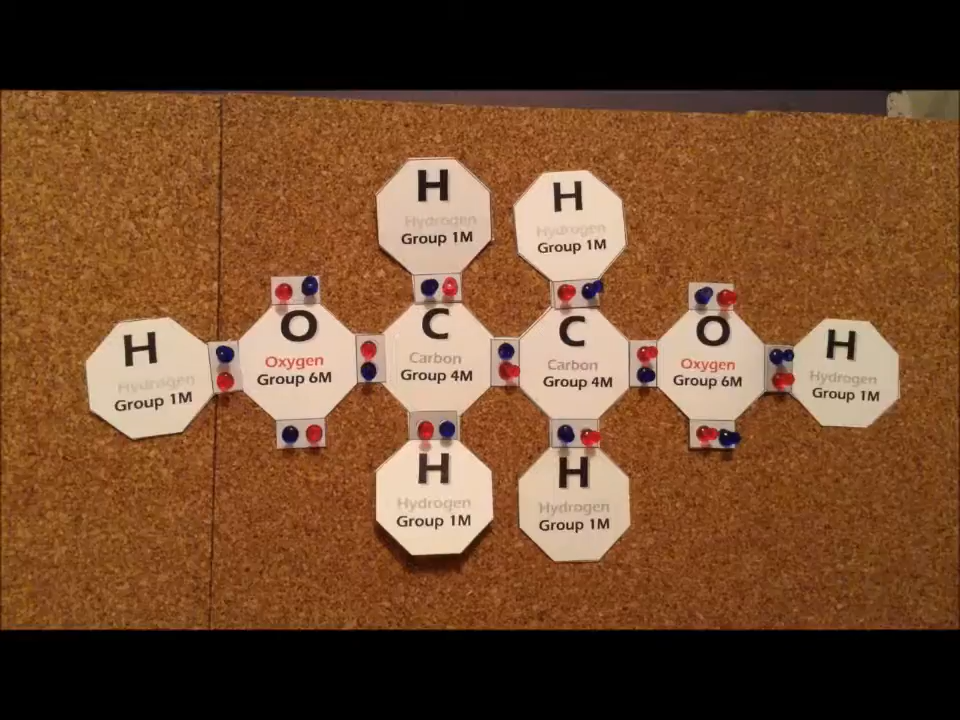 H
Hydrogen
Group 1M
H
Hydrogen
Group 1M
H
Hydrogen
Group 1M
O
Oxygen
Group 6M
C
Carbon
Group 4M
C
Carbon
Group 4M
O
Oxygen
Group 6M
H
Hydrogen
Group 1M
H
Hydrogen
Group 1M
H
Hydrogen
Group 1M